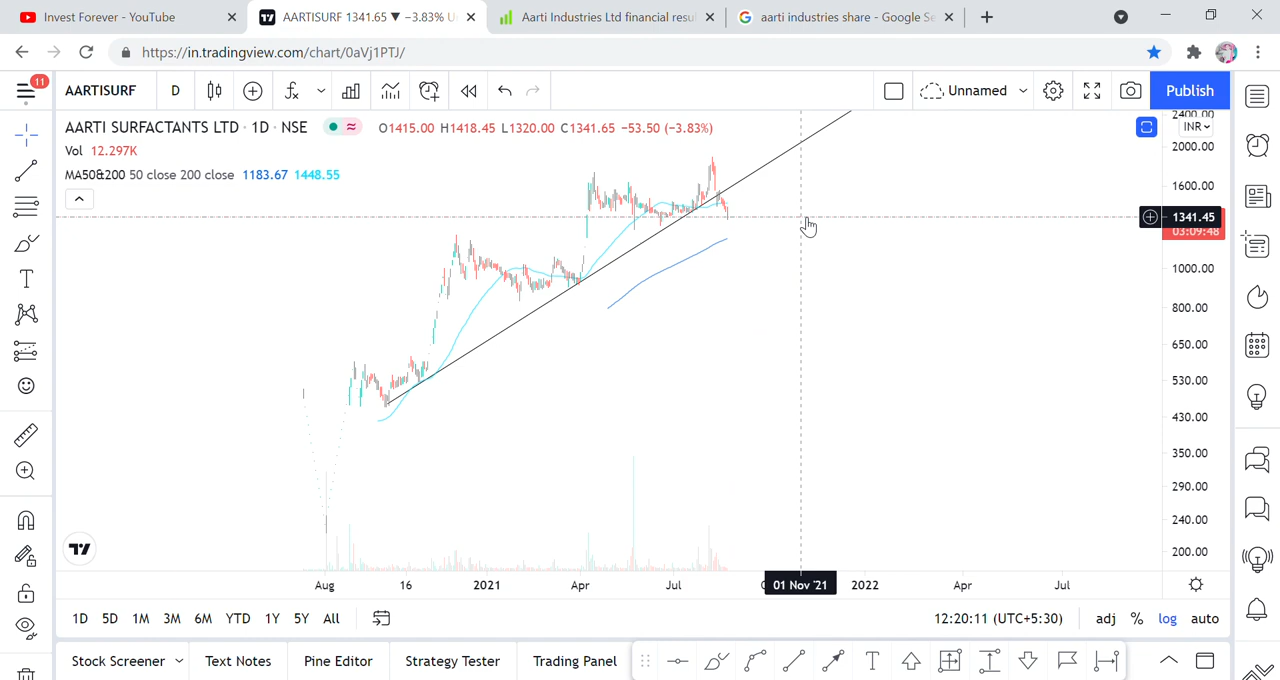 Invest Forever - YouTube
AARTISURF 1341.65 ▼ −3.83% U
Aarti Industries Ltd financial resu
aarti industries share - Google Se
https://in.tradingview.com/chart/0aVj1PTJ/
11
AARTISURF
D
Unnamed
Publish
AARTI SURFACTANTS LTD · 1D · NSE
O1415.00 H1418.45 L1320.00 C1341.65 −53.50 (−3.83%)
Vol 12.297K
MA50&200 50 close 200 close 1183.67 1448.55
INR
2400.00
2000.00
1600.00
1341.45
03:09:48
1000.00
800.00
650.00
530.00
430.00
350.00
290.00
240.00
200.00
Aug 16 2021 Apr Jul 01 Nov '21 2022 Apr Jul
1D 5D 1M 3M 6M YTD 1Y 5Y All
12:20:11 (UTC+5:30) adj % log auto
Stock Screener Text Notes Pine Editor Strategy Tester Trading Panel